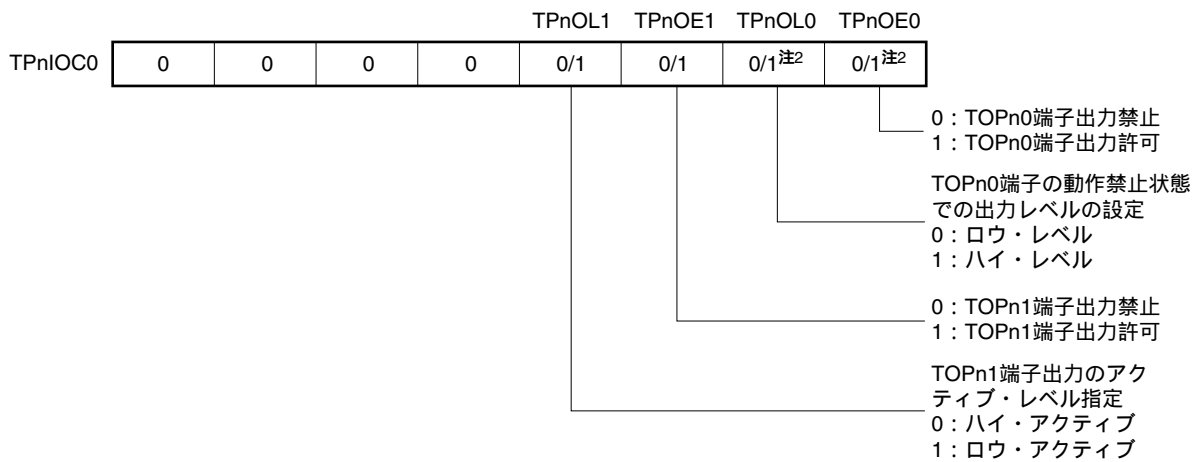 TPnOL1 TPnOE1 TPnOL0 TPnOE0
TPnIOC0 0 0 0 0 0/1 0/1 0/1注2 0/1注2
0：TOPn0端子出力禁止
1：TOPn0端子出力許可
TOPn0端子の動作禁止状態
での出力レベルの設定
0：ロウ・レベル
1：ハイ・レベル
0：TOPn1端子出力禁止
1：TOPn1端子出力許可
TOPn1端子出力のアク
ティブ・レベル指定
0：ハイ・アクティブ
1：ロウ・アクティブ